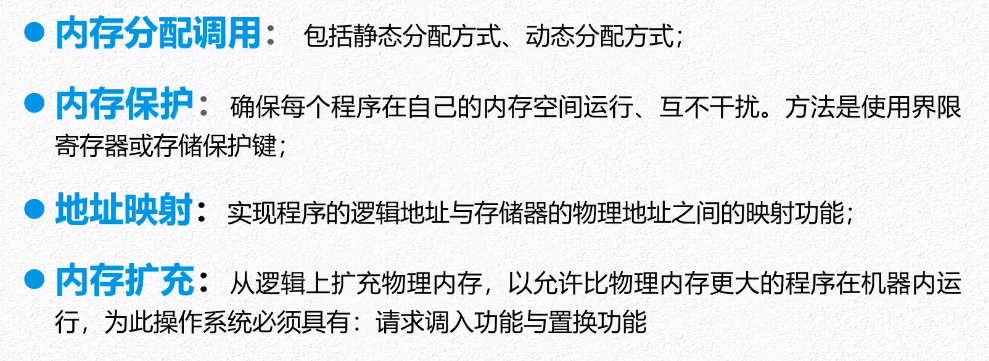 ● 内存分配调用：包括静态分配方式、动态分配方式；
● 内存保护：确保每个程序在自己的内存空间运行、互不干扰。方法是使用界限
寄存器或存储保护键；
● 地址映射：实现程序的逻辑地址与存储器的物理地址之间的映射功能；
● 内存扩充：从逻辑上扩充物理内存，以允许比物理内存更大的程序在机器内运
行，为此操作系统必须具有：请求调入功能与置换功能